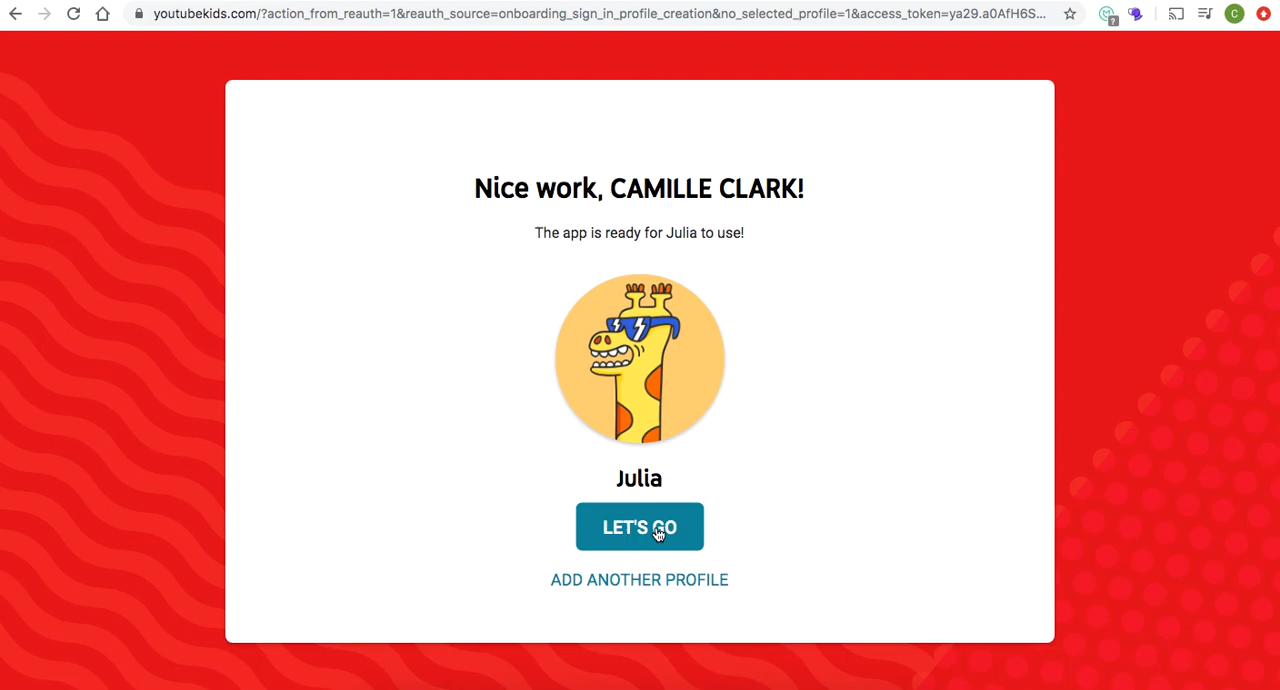 youtubekids.com/?action_from_reauth=1&reauth_source=onboarding_sign_in_profile_creation&no_selected_profile=1&access_token=ya29.a0AfH6S...
?
C
Nice work, CAMILLE CLARK!
The app is ready for Julia to use!
Julia
LET'S GO
ADD ANOTHER PROFILE